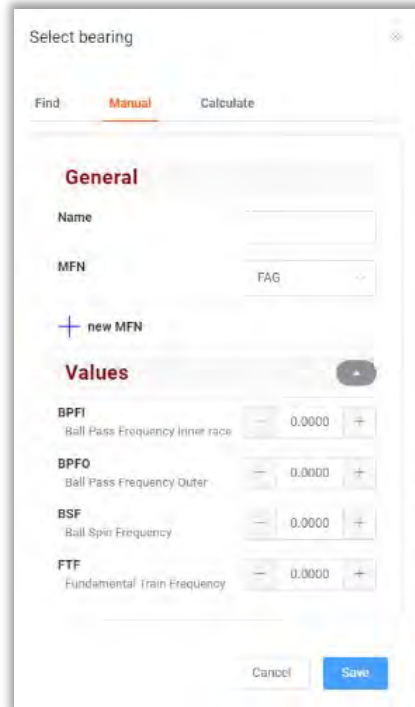 Select bearing
Find Manual Calculate
General
Name
MFN
FAG
+ new MFN
Values
BPFI
Ball Pass Frequency Inner race
− 0.0000 +
BPFO
Ball Pass Frequency Outer
− 0.0000 +
BSF
Ball Spin Frequency
− 0.0000 +
FTF
Fundamental Train Frequency
− 0.0000 +
Cancel Save